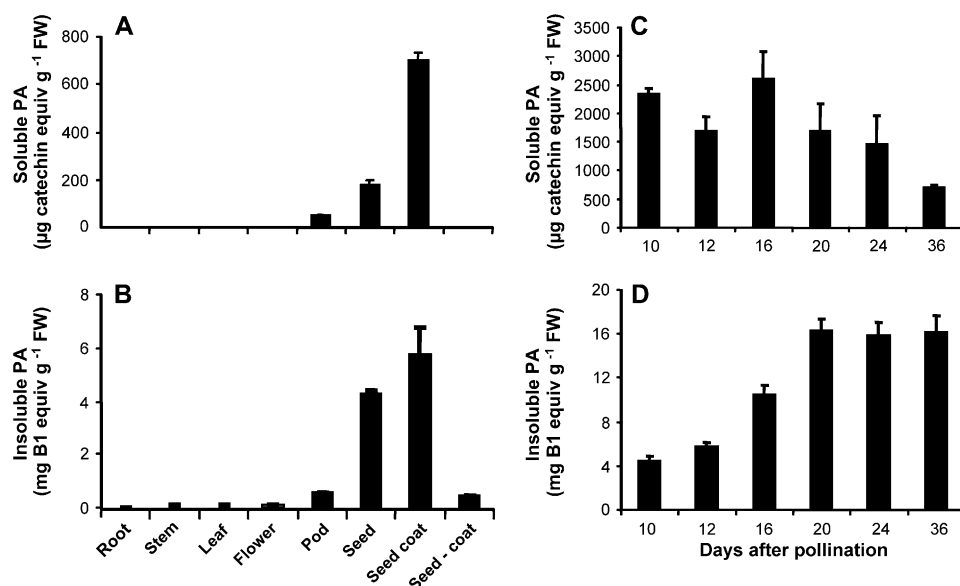 A
Soluble PA
(µg catechin equiv g -1 FW)
800
600
400
200
0
B
Insoluble PA
(mg B1 equiv g -1 FW)
8
6
4
2
0
Root
Stem
Leaf
Flower
Pod
Seed
Seed coat
Seed - coat
C
Soluble PA
(µg catechin equiv g -1 FW)
3500
3000
2500
2000
1500
1000
500
0
10 12 16 20 24 36
D
Insoluble PA
(mg B1 equiv g -1 FW)
20
16
12
8
4
0
10 12 16 20 24 36
Days after pollination